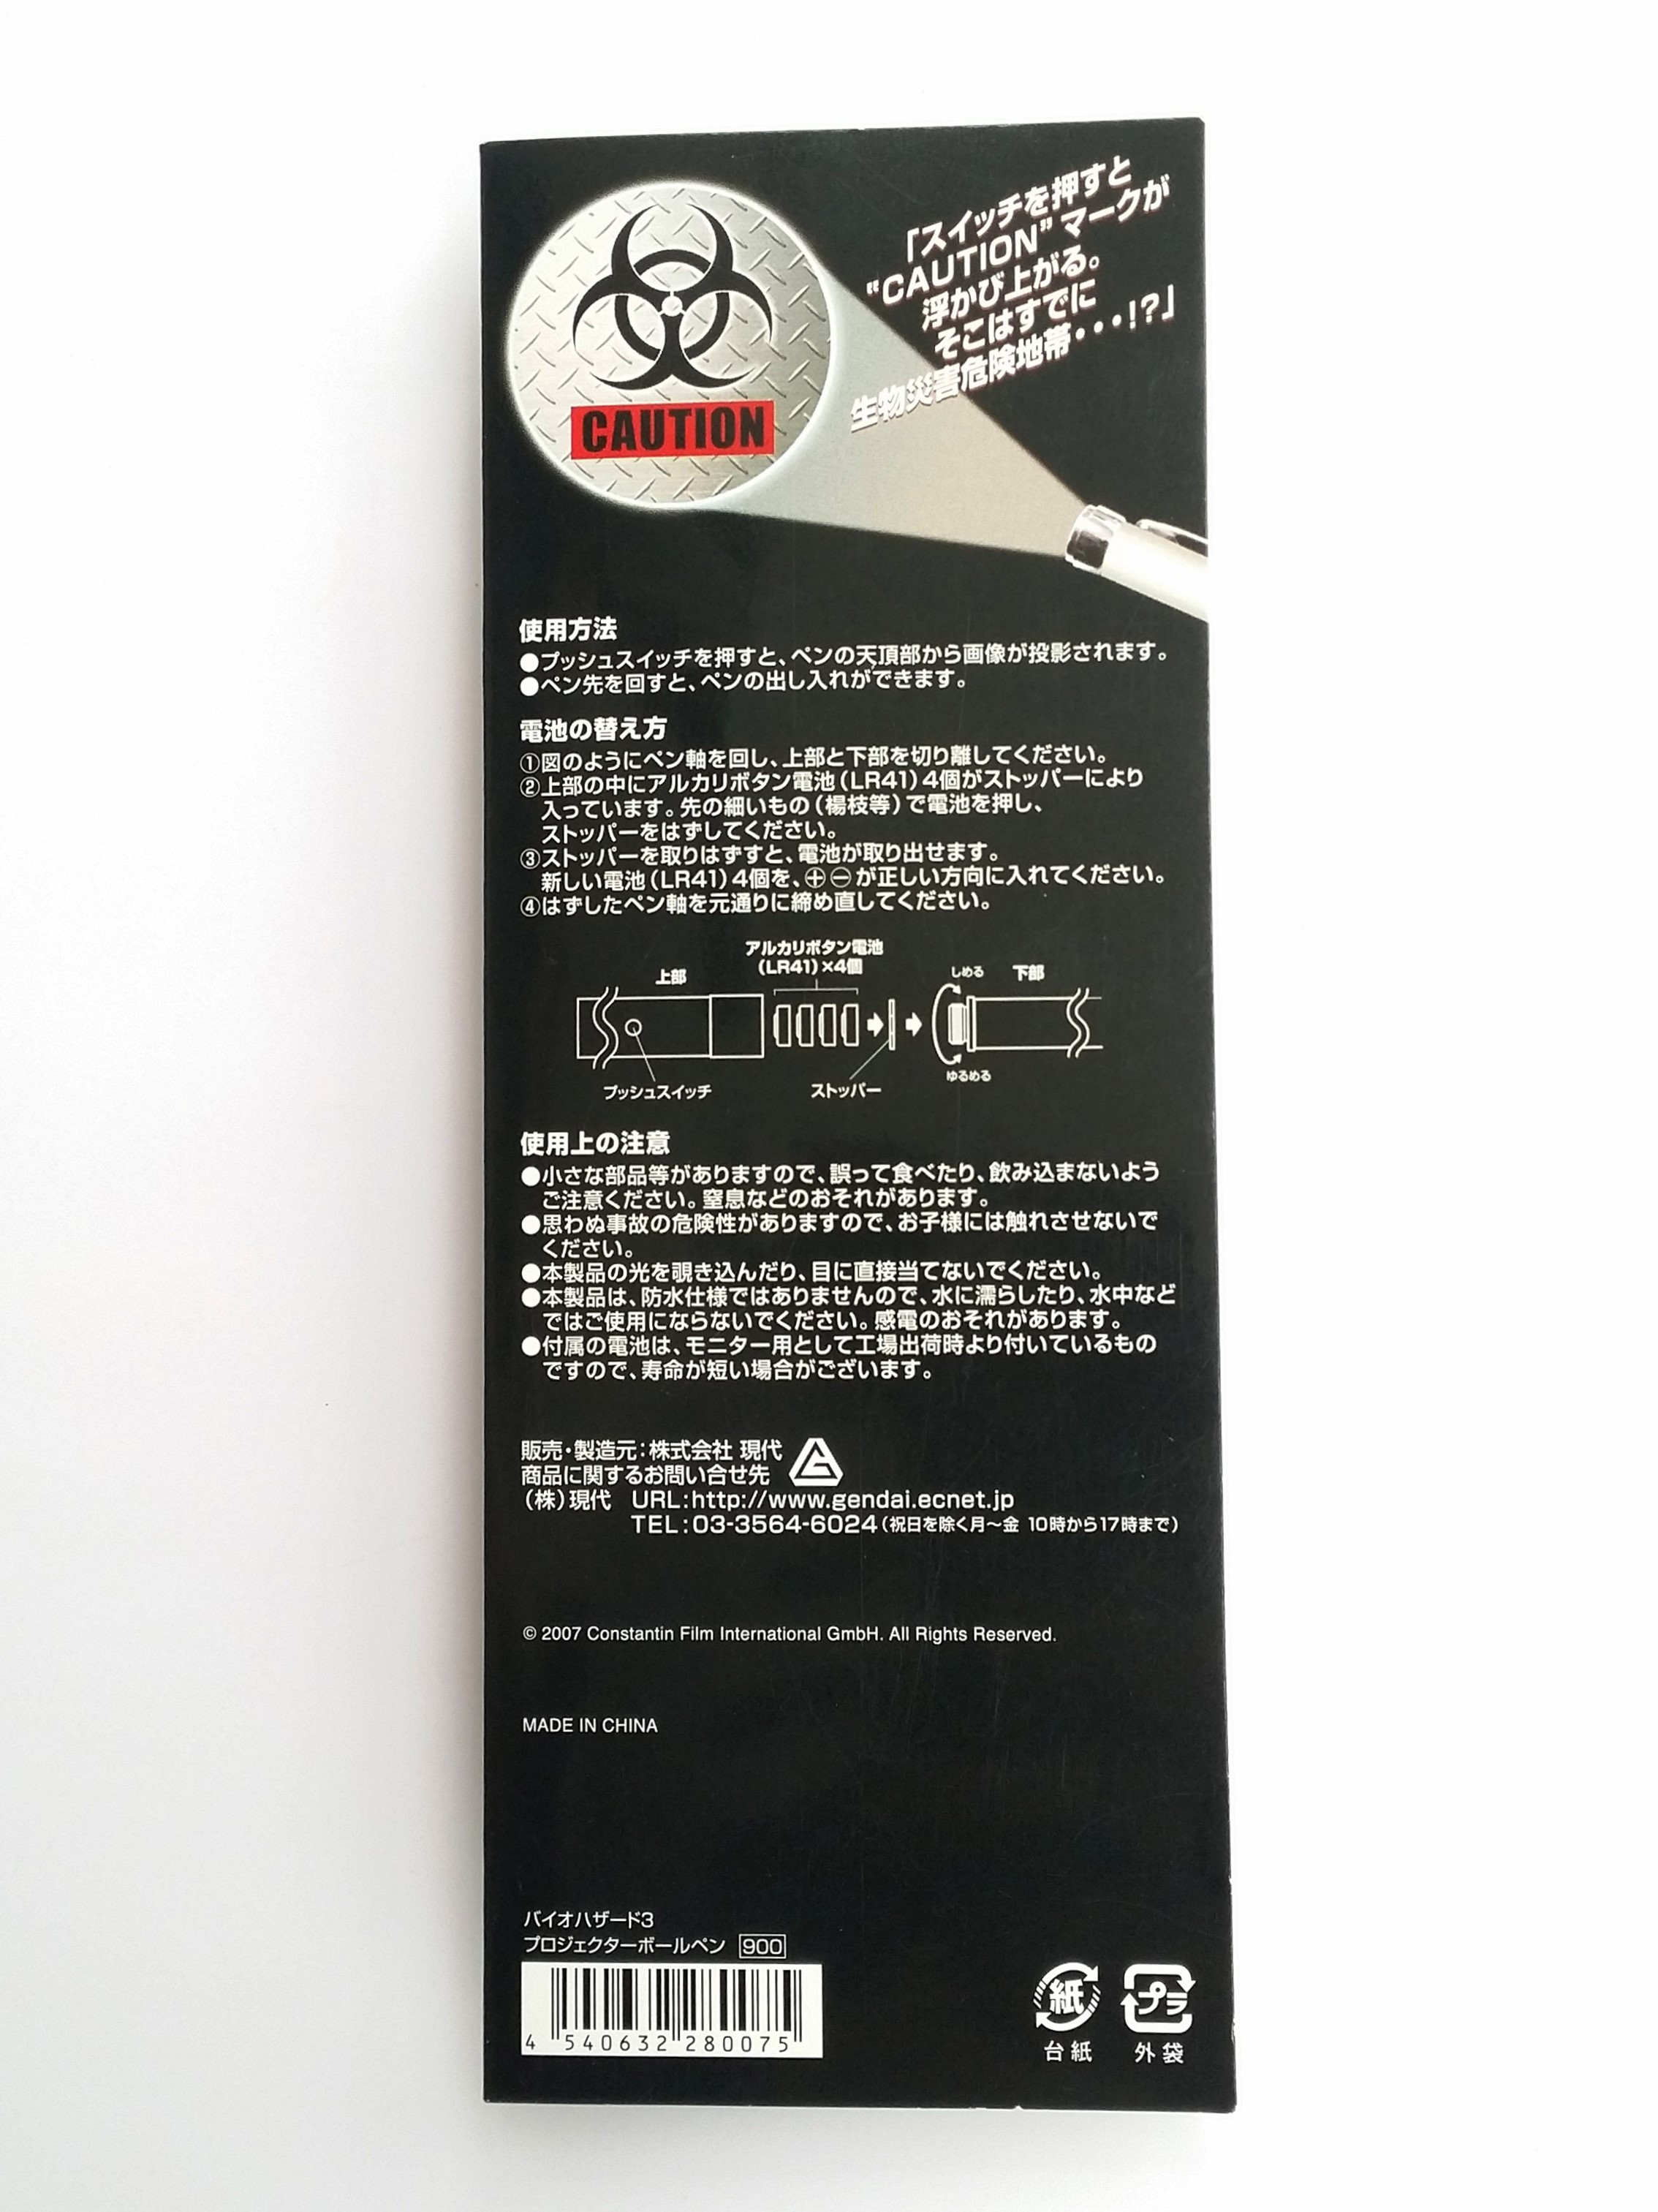 「スイッチを押すと
“CAUTION”マークが
浮かび上がる。
そこはすでに
生物災害危険地帯・・・!?」
CAUTION
使用方法
●プッシュスイッチを押すと、ペンの天頂部から画像が投影されます。
●ペン先を回すと、ペンの出し入れができます。
電池の替え方
①図のようにペン軸を回し、上部と下部を切り離してください。
②上部の中にアルカリボタン電池(LR41)4個がストッパーにより
入っています。先の細いもの(楊枝等)で電池を押し、
ストッパーをはずしてください。
③ストッパーを取りはずすと、電池が取り出せます。
新しい電池(LR41)4個を、⊕⊖が正しい方向に入れてください。
④はずしたペン軸を元通りに締め直してください。
アルカリボタン電池
(LR41)×4個
上部
しめる
下部
ゆるめる
プッシュスイッチ
ストッパー
使用上の注意
●小さな部品等がありますので、誤って食べたり、飲み込まないよう
ご注意ください。窒息などのおそれがあります。
●思わぬ事故の危険性がありますので、お子様には触れさせないで
ください。
●本製品の光を覗き込んだり、目に直接当てないでください。
●本製品は、防水仕様ではありませんので、水に濡らしたり、水中など
ではご使用にならないでください。感電のおそれがあります。
●付属の電池は、モニター用として工場出荷時より付いているもの
ですので、寿命が短い場合がございます。
販売・製造元:株式会社 現代
商品に関するお問い合せ先
(株)現代 URL:http://www.gendai.ecnet.jp
TEL:03-3564-6024(祝日を除く月〜金 10時から17時まで)
© 2007 Constantin Film International GmbH. All Rights Reserved.
MADE IN CHINA
バイオハザード3
プロジェクターボールペン 900
4 540632 280075
紙
台紙
プラ
外袋